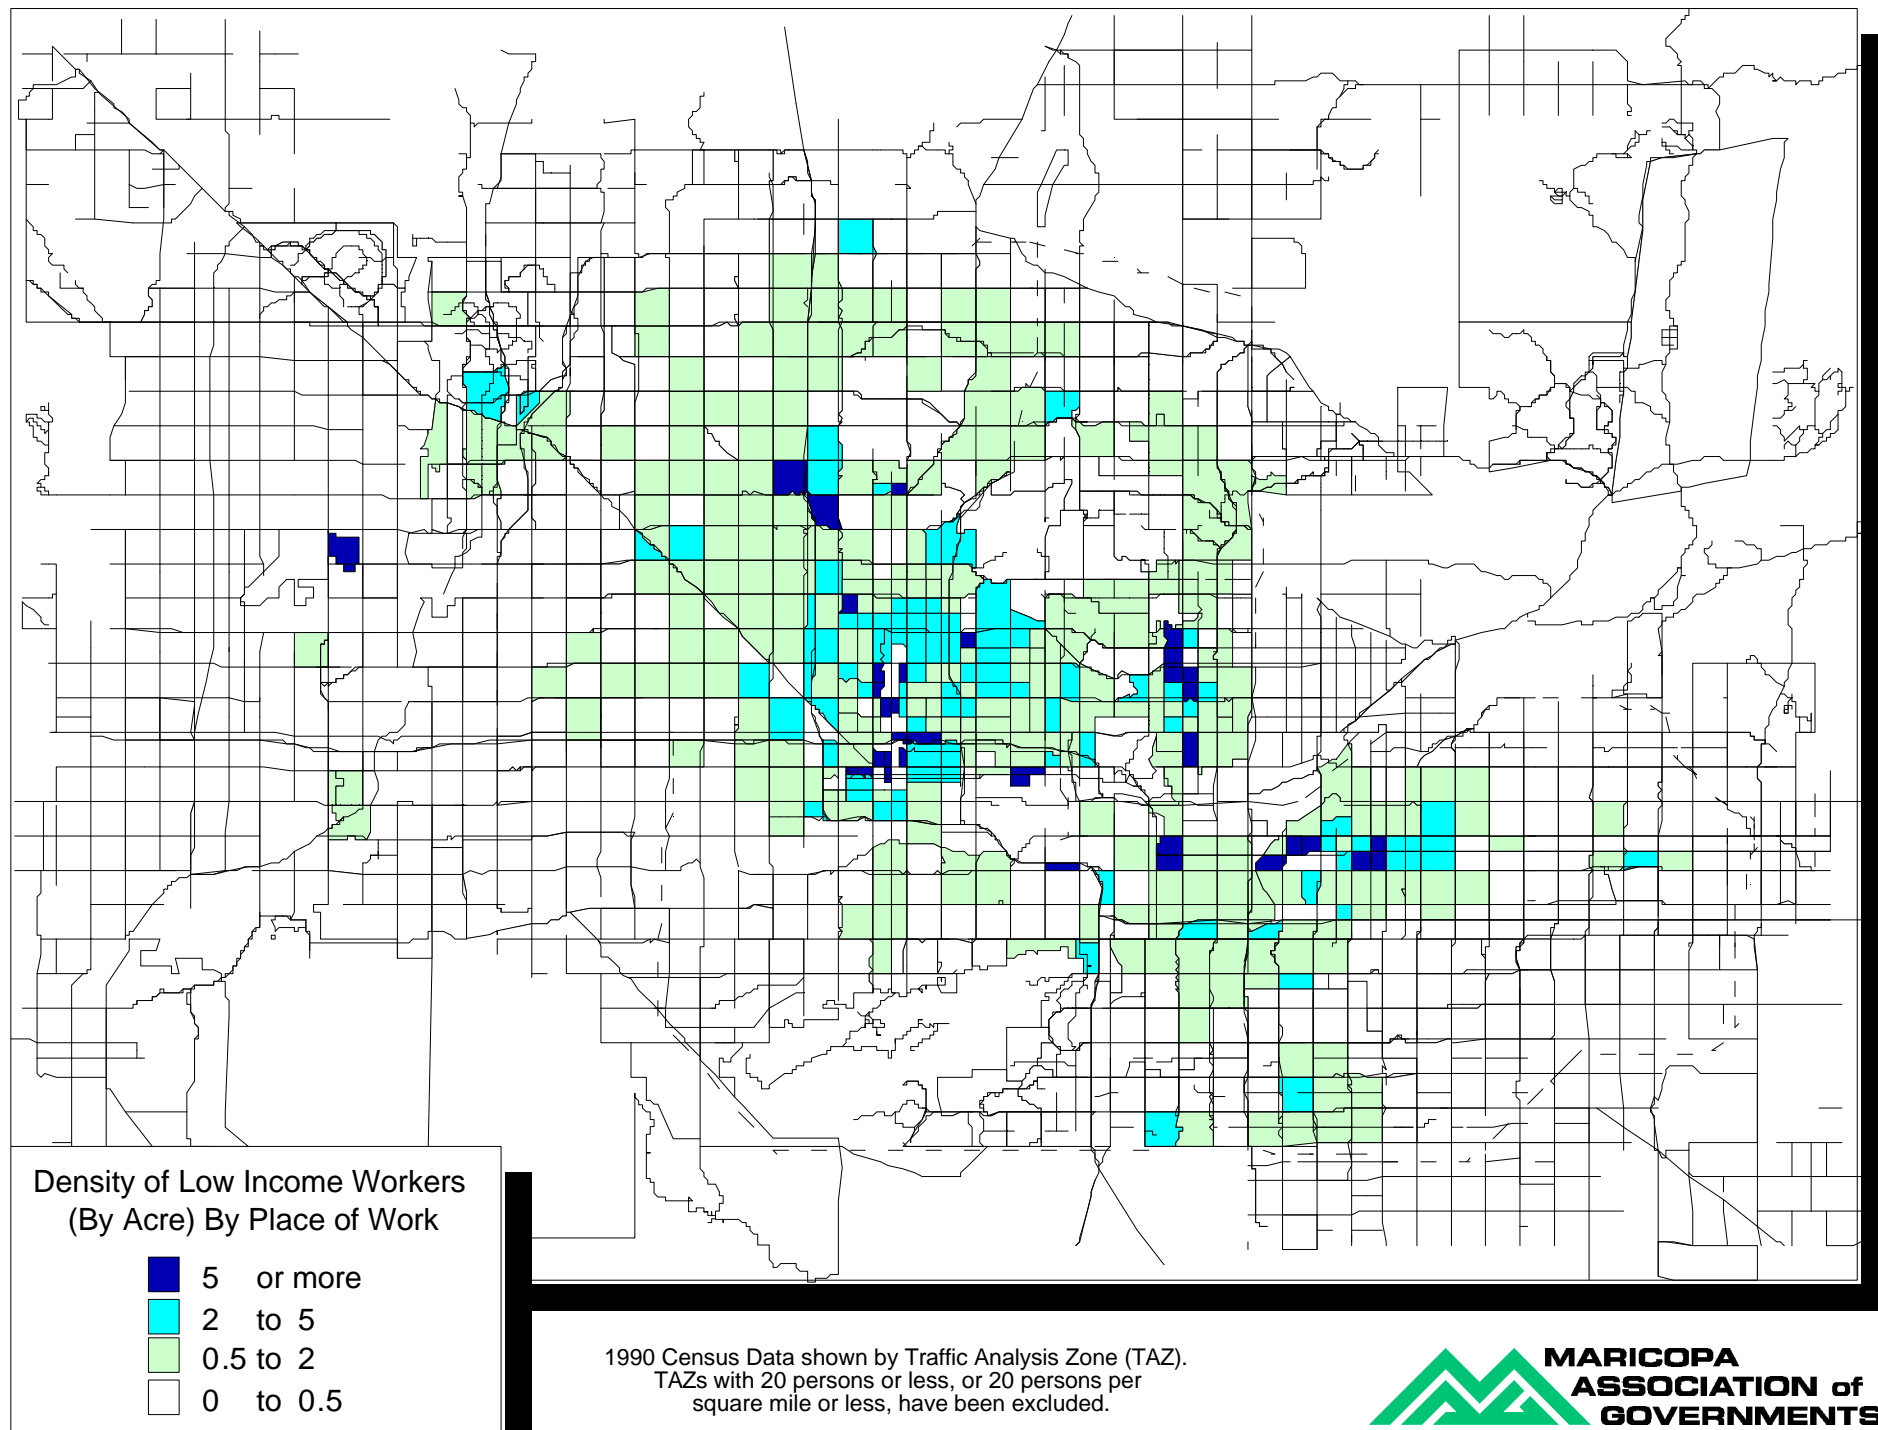 Density of Low Income Workers
(By Acre) By Place of Work
5 or more
2 to 5
0.5 to 2
0 to 0.5
1990 Census Data shown by Traffic Analysis Zone (TAZ).
TAZs with 20 persons or less, or 20 persons per
square mile or less, have been excluded.
MARICOPA
ASSOCIATION of
GOVERNMENTS